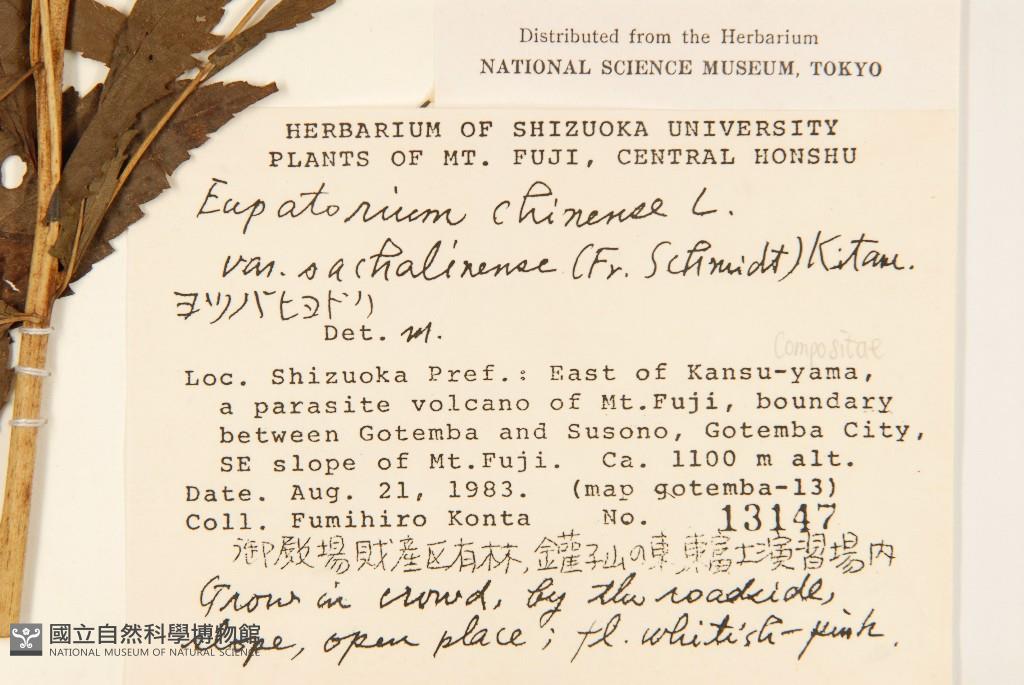 Distributed from the Herbarium
NATIONAL SCIENCE MUSEUM, TOKYO
HERBARIUM OF SHIZUOKA UNIVERSITY
PLANTS OF MT. FUJI, CENTRAL HONSHU
Eupatorium chinense L.
var. sachalinense (Fr. Schmidt) Kitam.
ヨツバヒヨドリ
Det.
Compositae
Loc. Shizuoka Pref.: East of Kansu-yama,
a parasite volcano of Mt.Fuji, boundary
between Gotemba and Susono, Gotemba City,
SE slope of Mt.Fuji. Ca. 1100 m alt.
Date. Aug. 21, 1983. (map gotemba-13)
Coll. Fumihiro Konta No. 13147
御殿場財産区有林,鑵子山の東 東富士演習場内
Grow in crowd, by the roadside,
slope, open place; fl. whitish-pink.
國立自然科學博物館
NATIONAL MUSEUM OF NATURAL SCIENCE